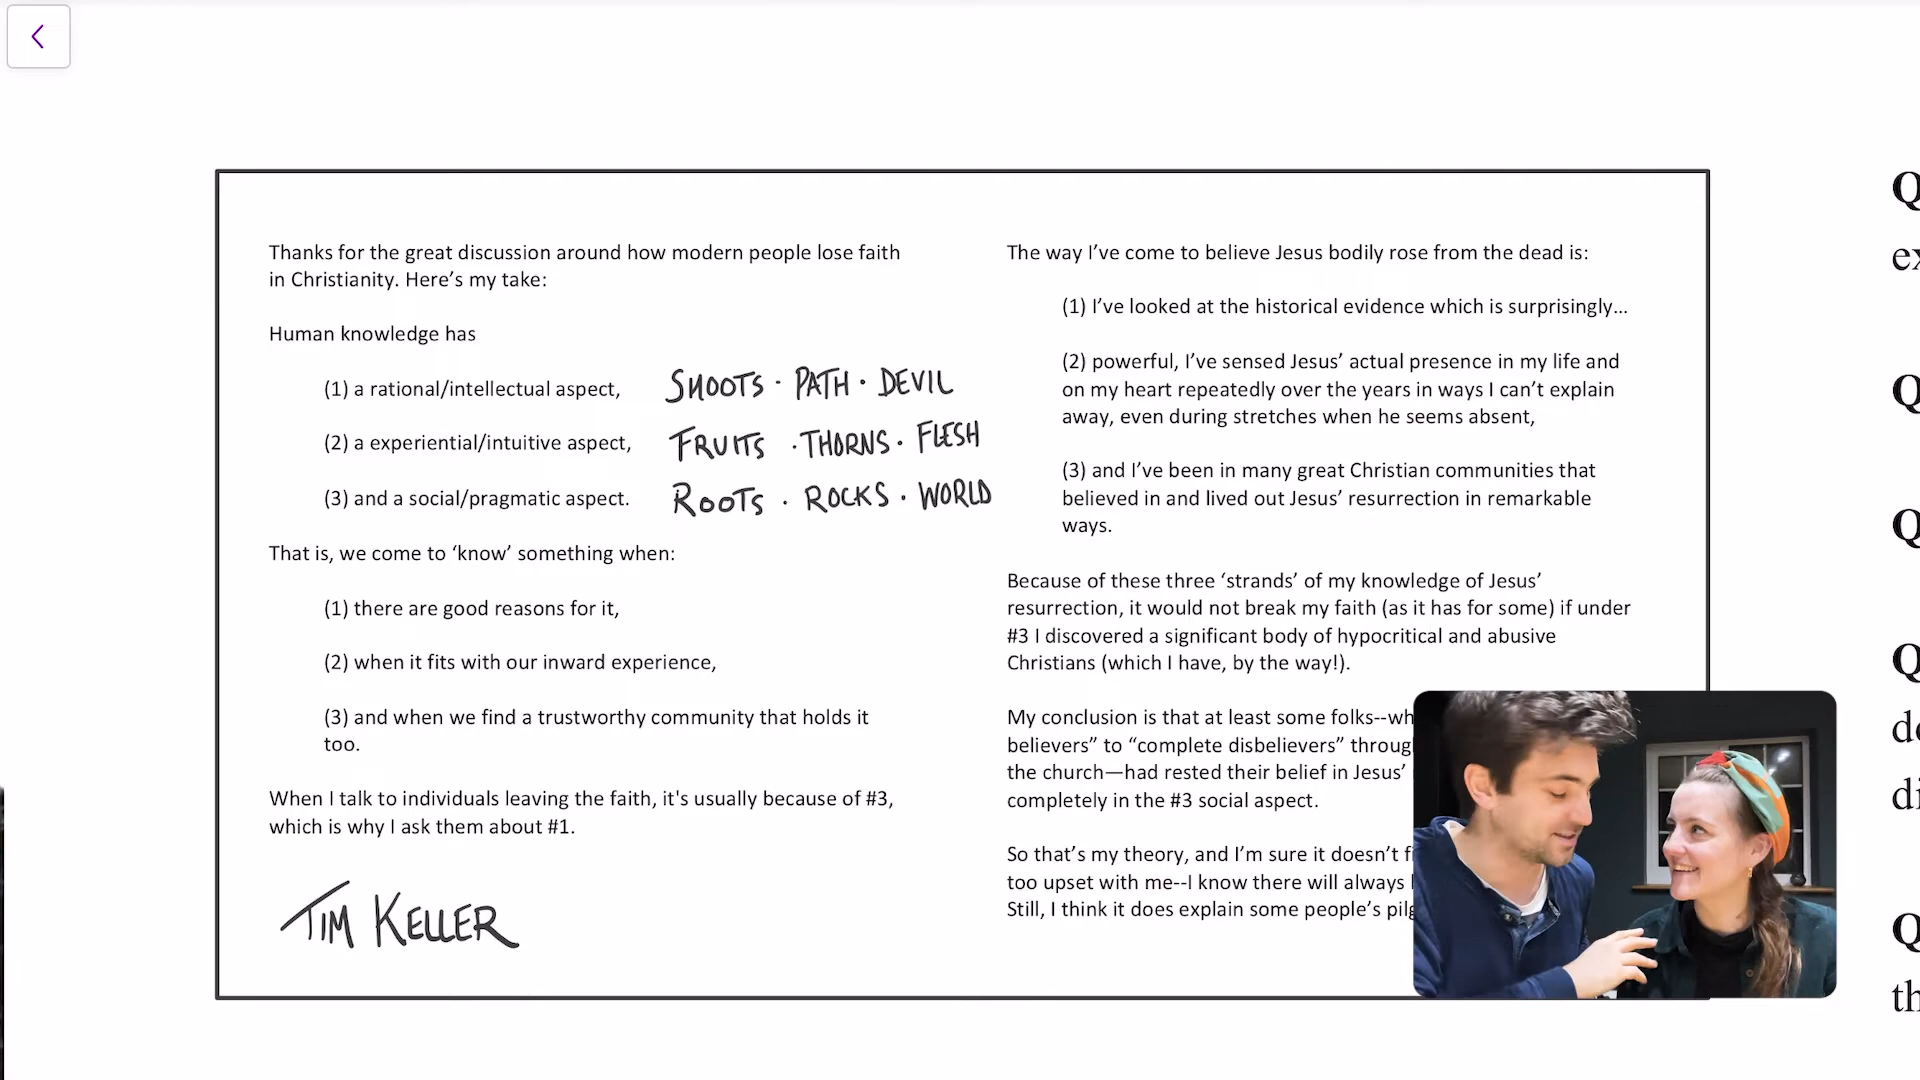 Thanks for the great discussion around how modern people lose faith
in Christianity. Here's my take:
Human knowledge has
(1) a rational/intellectual aspect,
SHOOTS · PATH · DEVIL
(2) a experiential/intuitive aspect,
FRUITS · THORNS · FLESH
(3) and a social/pragmatic aspect.
ROOTS · ROCKS · WORLD
That is, we come to ‘know’ something when:
(1) there are good reasons for it,
(2) when it fits with our inward experience,
(3) and when we find a trustworthy community that holds it
too.
When I talk to individuals leaving the faith, it's usually because of #3,
which is why I ask them about #1.
TIM KELLER
The way I’ve come to believe Jesus bodily rose from the dead is:
(1) I’ve looked at the historical evidence which is surprisingly…
(2) powerful, I’ve sensed Jesus’ actual presence in my life and
on my heart repeatedly over the years in ways I can’t explain
away, even during stretches when he seems absent,
(3) and I’ve been in many great Christian communities that
believed in and lived out Jesus’ resurrection in remarkable
ways.
Because of these three ‘strands’ of my knowledge of Jesus’
resurrection, it would not break my faith (as it has for some) if under
#3 I discovered a significant body of hypocritical and abusive
Christians (which I have, by the way!).
My conclusion is that at least some folks--
believers” to “complete disbelievers”
the church—had rested their belief in Jesus’
completely in the #3 social aspect.
So that’s my theory, and I’m sure it doesn’t
too upset with me--I know there will always
Still, I think it does explain some people’s
Q
Q
Q
Q
Q